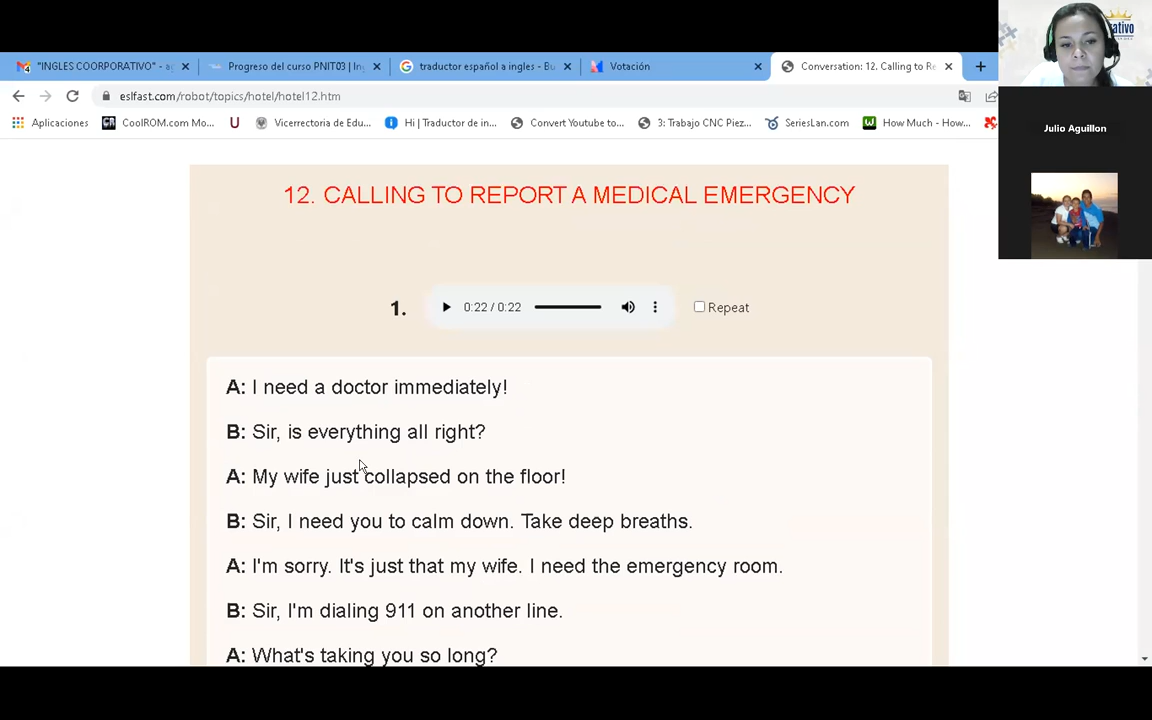 rativo
"INGLES COORPORATIVO" - ag
Progreso del curso PNIT03 | In
traductor español a ingles - Bu
Votación
Conversation: 12. Calling to Re
eslfast.com/robot/topics/hotel/hotel12.htm
Aplicaciones
CoolROM.com Mo...
Vicerrectoria de Edu...
Hi | Traductor de in...
Convert Youtube to...
3: Trabajo CNC Piez...
SeriesLan.com
How Much - How...
Julio Aguillon
12. CALLING TO REPORT A MEDICAL EMERGENCY
1. 0:22 / 0:22 Repeat
A: I need a doctor immediately!
B: Sir, is everything all right?
A: My wife just collapsed on the floor!
B: Sir, I need you to calm down. Take deep breaths.
A: I'm sorry. It's just that my wife. I need the emergency room.
B: Sir, I'm dialing 911 on another line.
A: What's taking you so long?